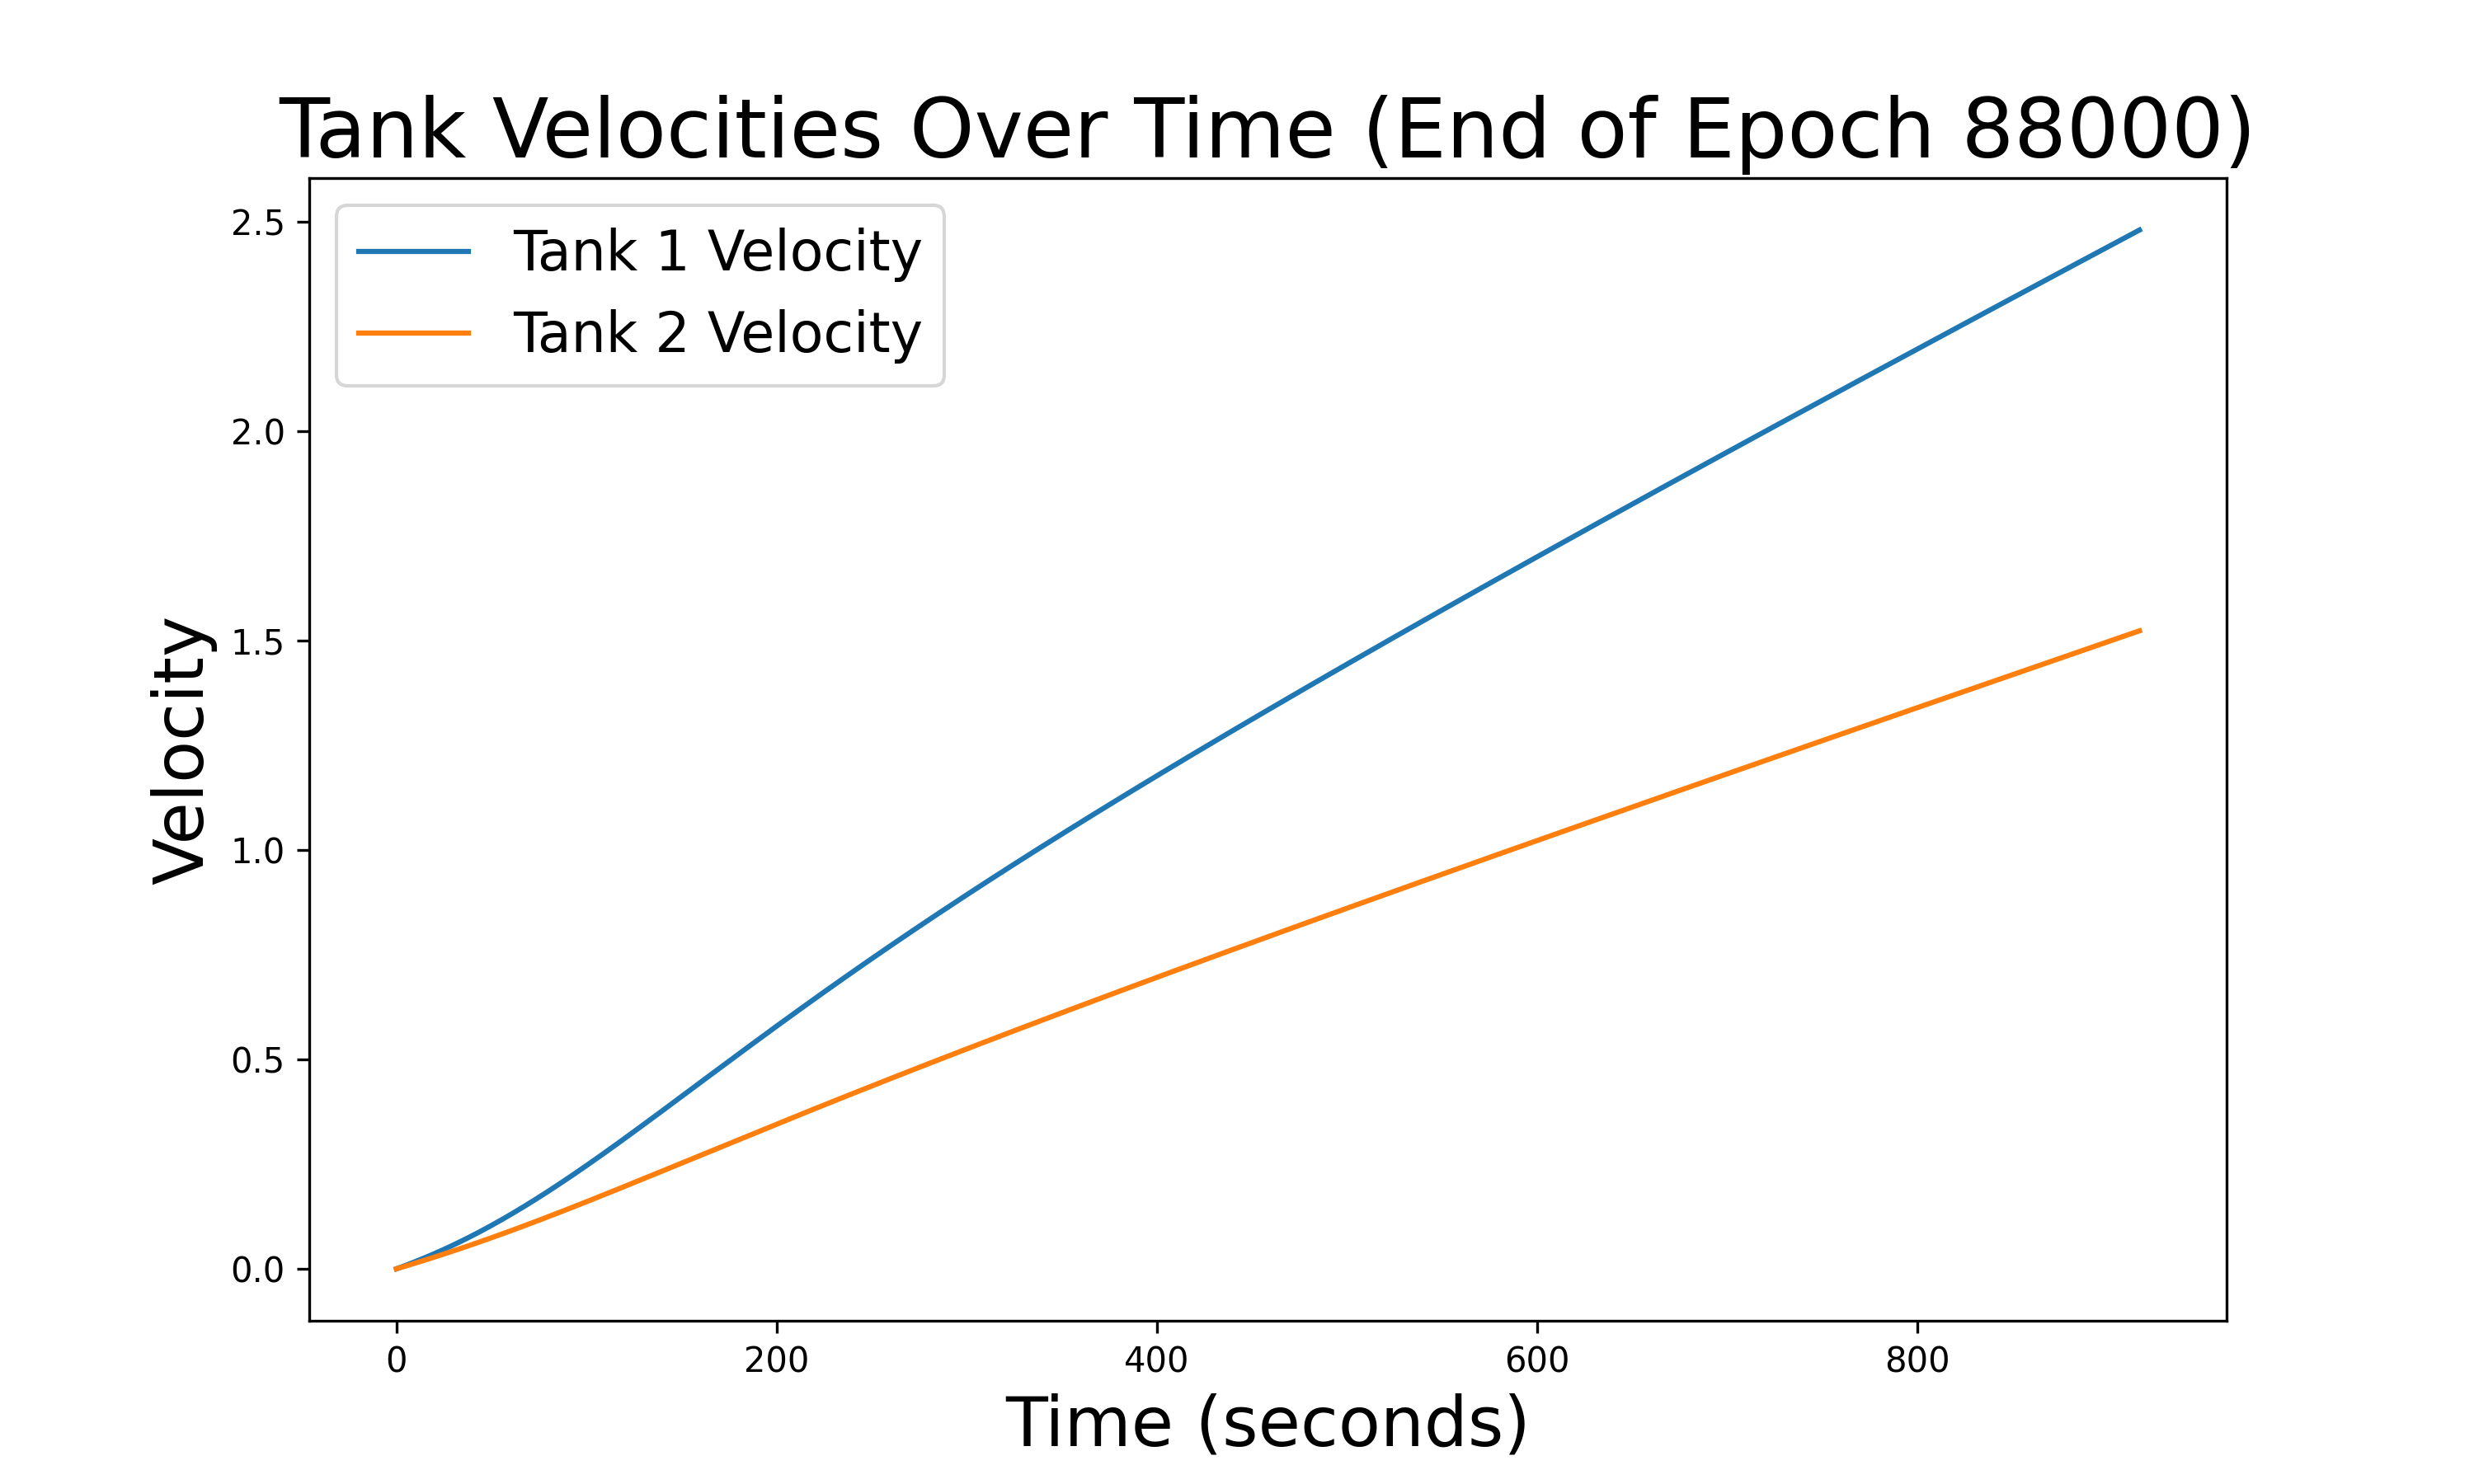 Tank Velocities Over Time (End of Epoch 88000)
Tank 1 Velocity
Tank 2 Velocity
Velocity
2.5
2.0
1.5
1.0
0.5
0.0
0 200 400 600 800
Time (seconds)